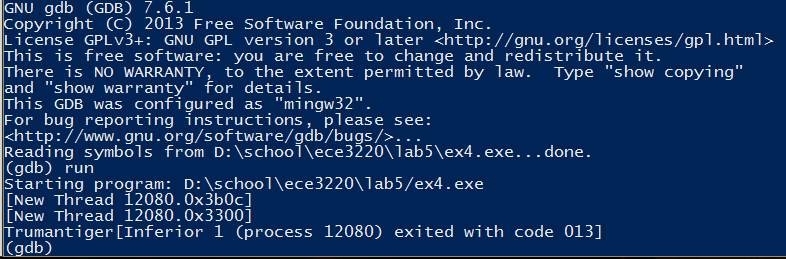 GNU gdb (GDB) 7.6.1
Copyright (C) 2013 Free Software Foundation, Inc.
License GPLv3+: GNU GPL version 3 or later <http://gnu.org/licenses/gpl.html>
This is free software: you are free to change and redistribute it.
There is NO WARRANTY, to the extent permitted by law.  Type "show copying"
and "show warranty" for details.
This GDB was configured as "mingw32".
For bug reporting instructions, please see:
<http://www.gnu.org/software/gdb/bugs/>...
Reading symbols from D:\school\ece3220\lab5\ex4.exe...done.
(gdb) run
Starting program: D:\school\ece3220\lab5/ex4.exe
[New Thread 12080.0x3b0c]
[New Thread 12080.0x3300]
Trumantiger[Inferior 1 (process 12080) exited with code 013]
(gdb)